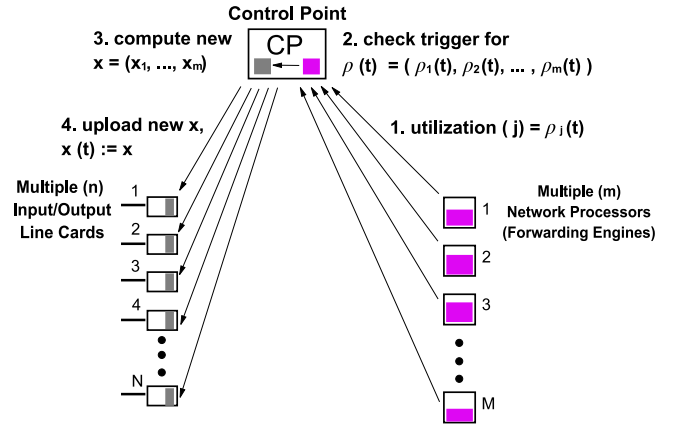 Control Point
CP
3. compute new
x = (x1, ..., xm)
2. check trigger for
ρ (t) = ( ρ1(t), ρ2(t), ... , ρm(t) )
4. upload new x,
x (t) := x
1. utilization ( j) = ρ j (t)
Multiple (n)
Input/Output
Line Cards
1
2
3
4
N
1
2
3
M
Multiple (m)
Network Processors
(Forwarding Engines)